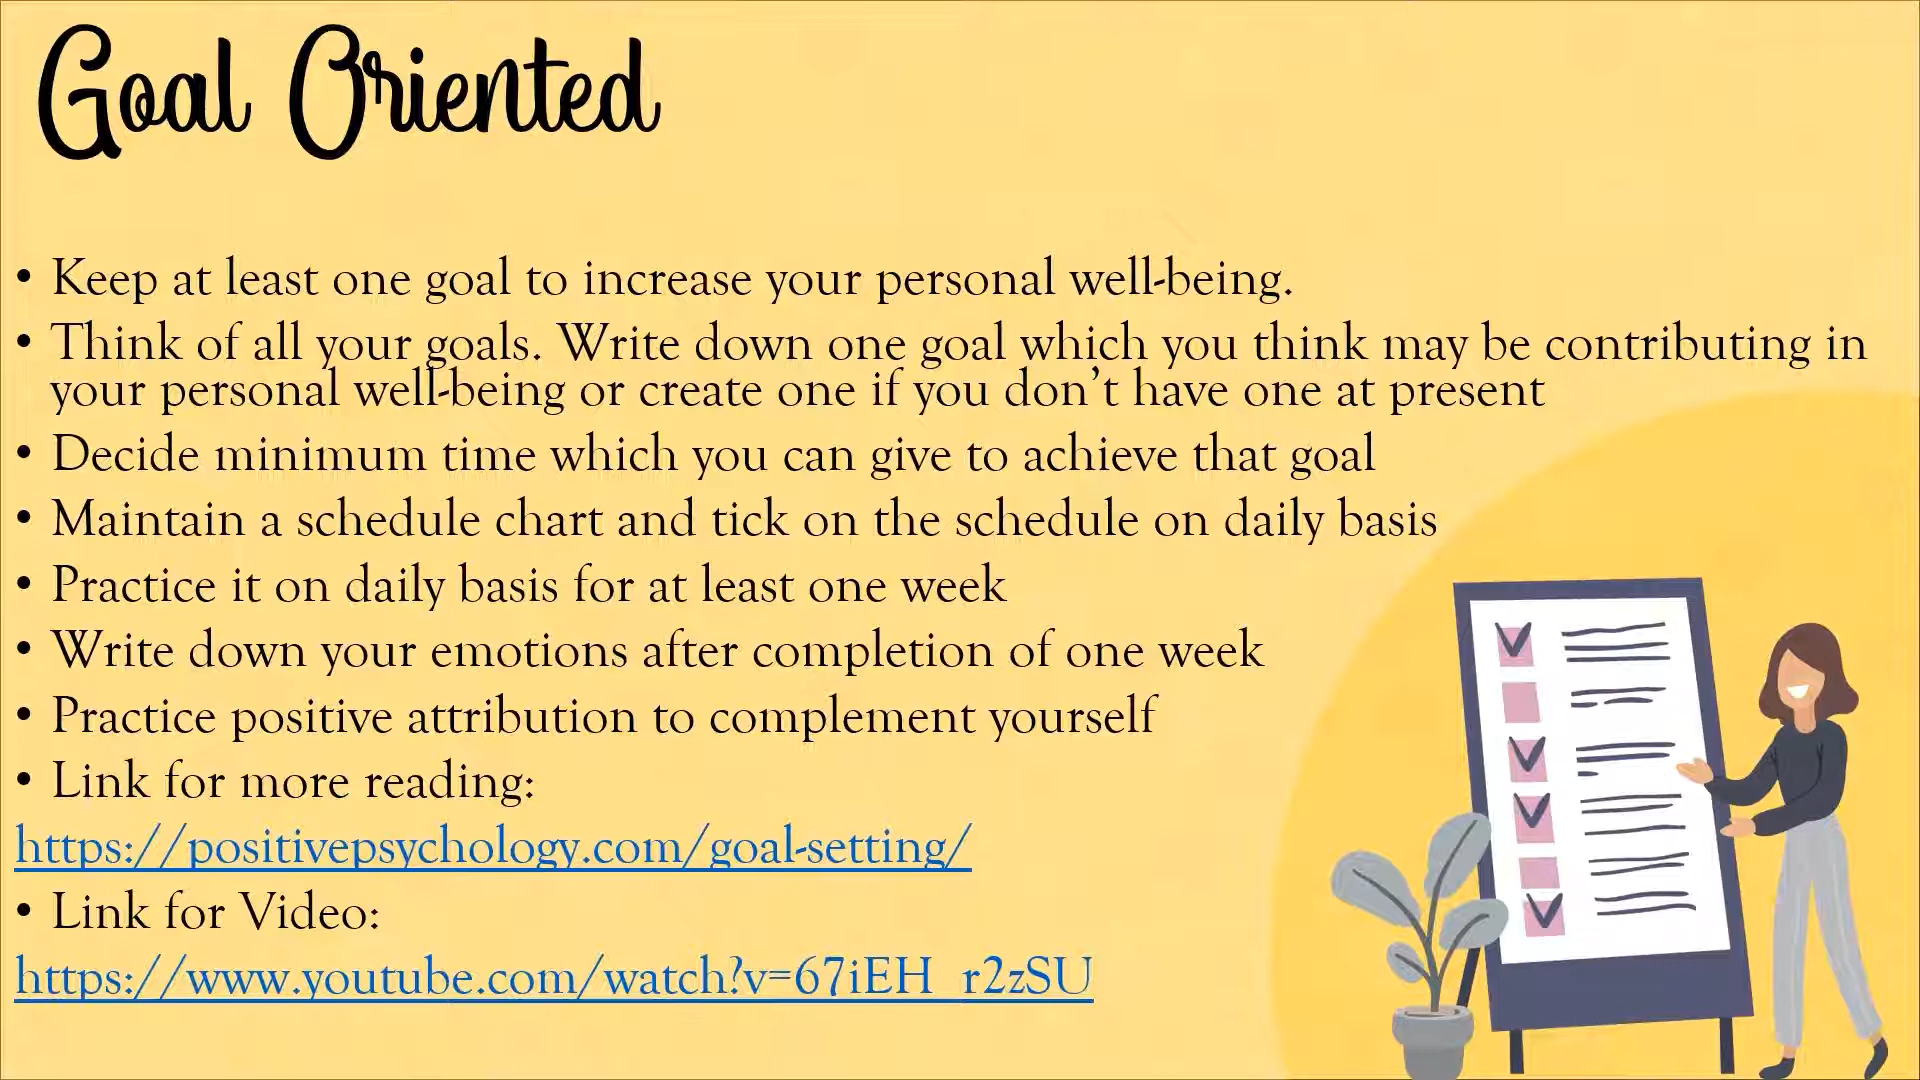 Goal Oriented
• Keep at least one goal to increase your personal well-being.
• Think of all your goals. Write down one goal which you think may be contributing in
your personal well-being or create one if you don’t have one at present
• Decide minimum time which you can give to achieve that goal
• Maintain a schedule chart and tick on the schedule on daily basis
• Practice it on daily basis for at least one week
• Write down your emotions after completion of one week
• Practice positive attribution to complement yourself
• Link for more reading:
https://positivepsychology.com/goal-setting/
• Link for Video:
https://www.youtube.com/watch?v=67iEH_r2zSU